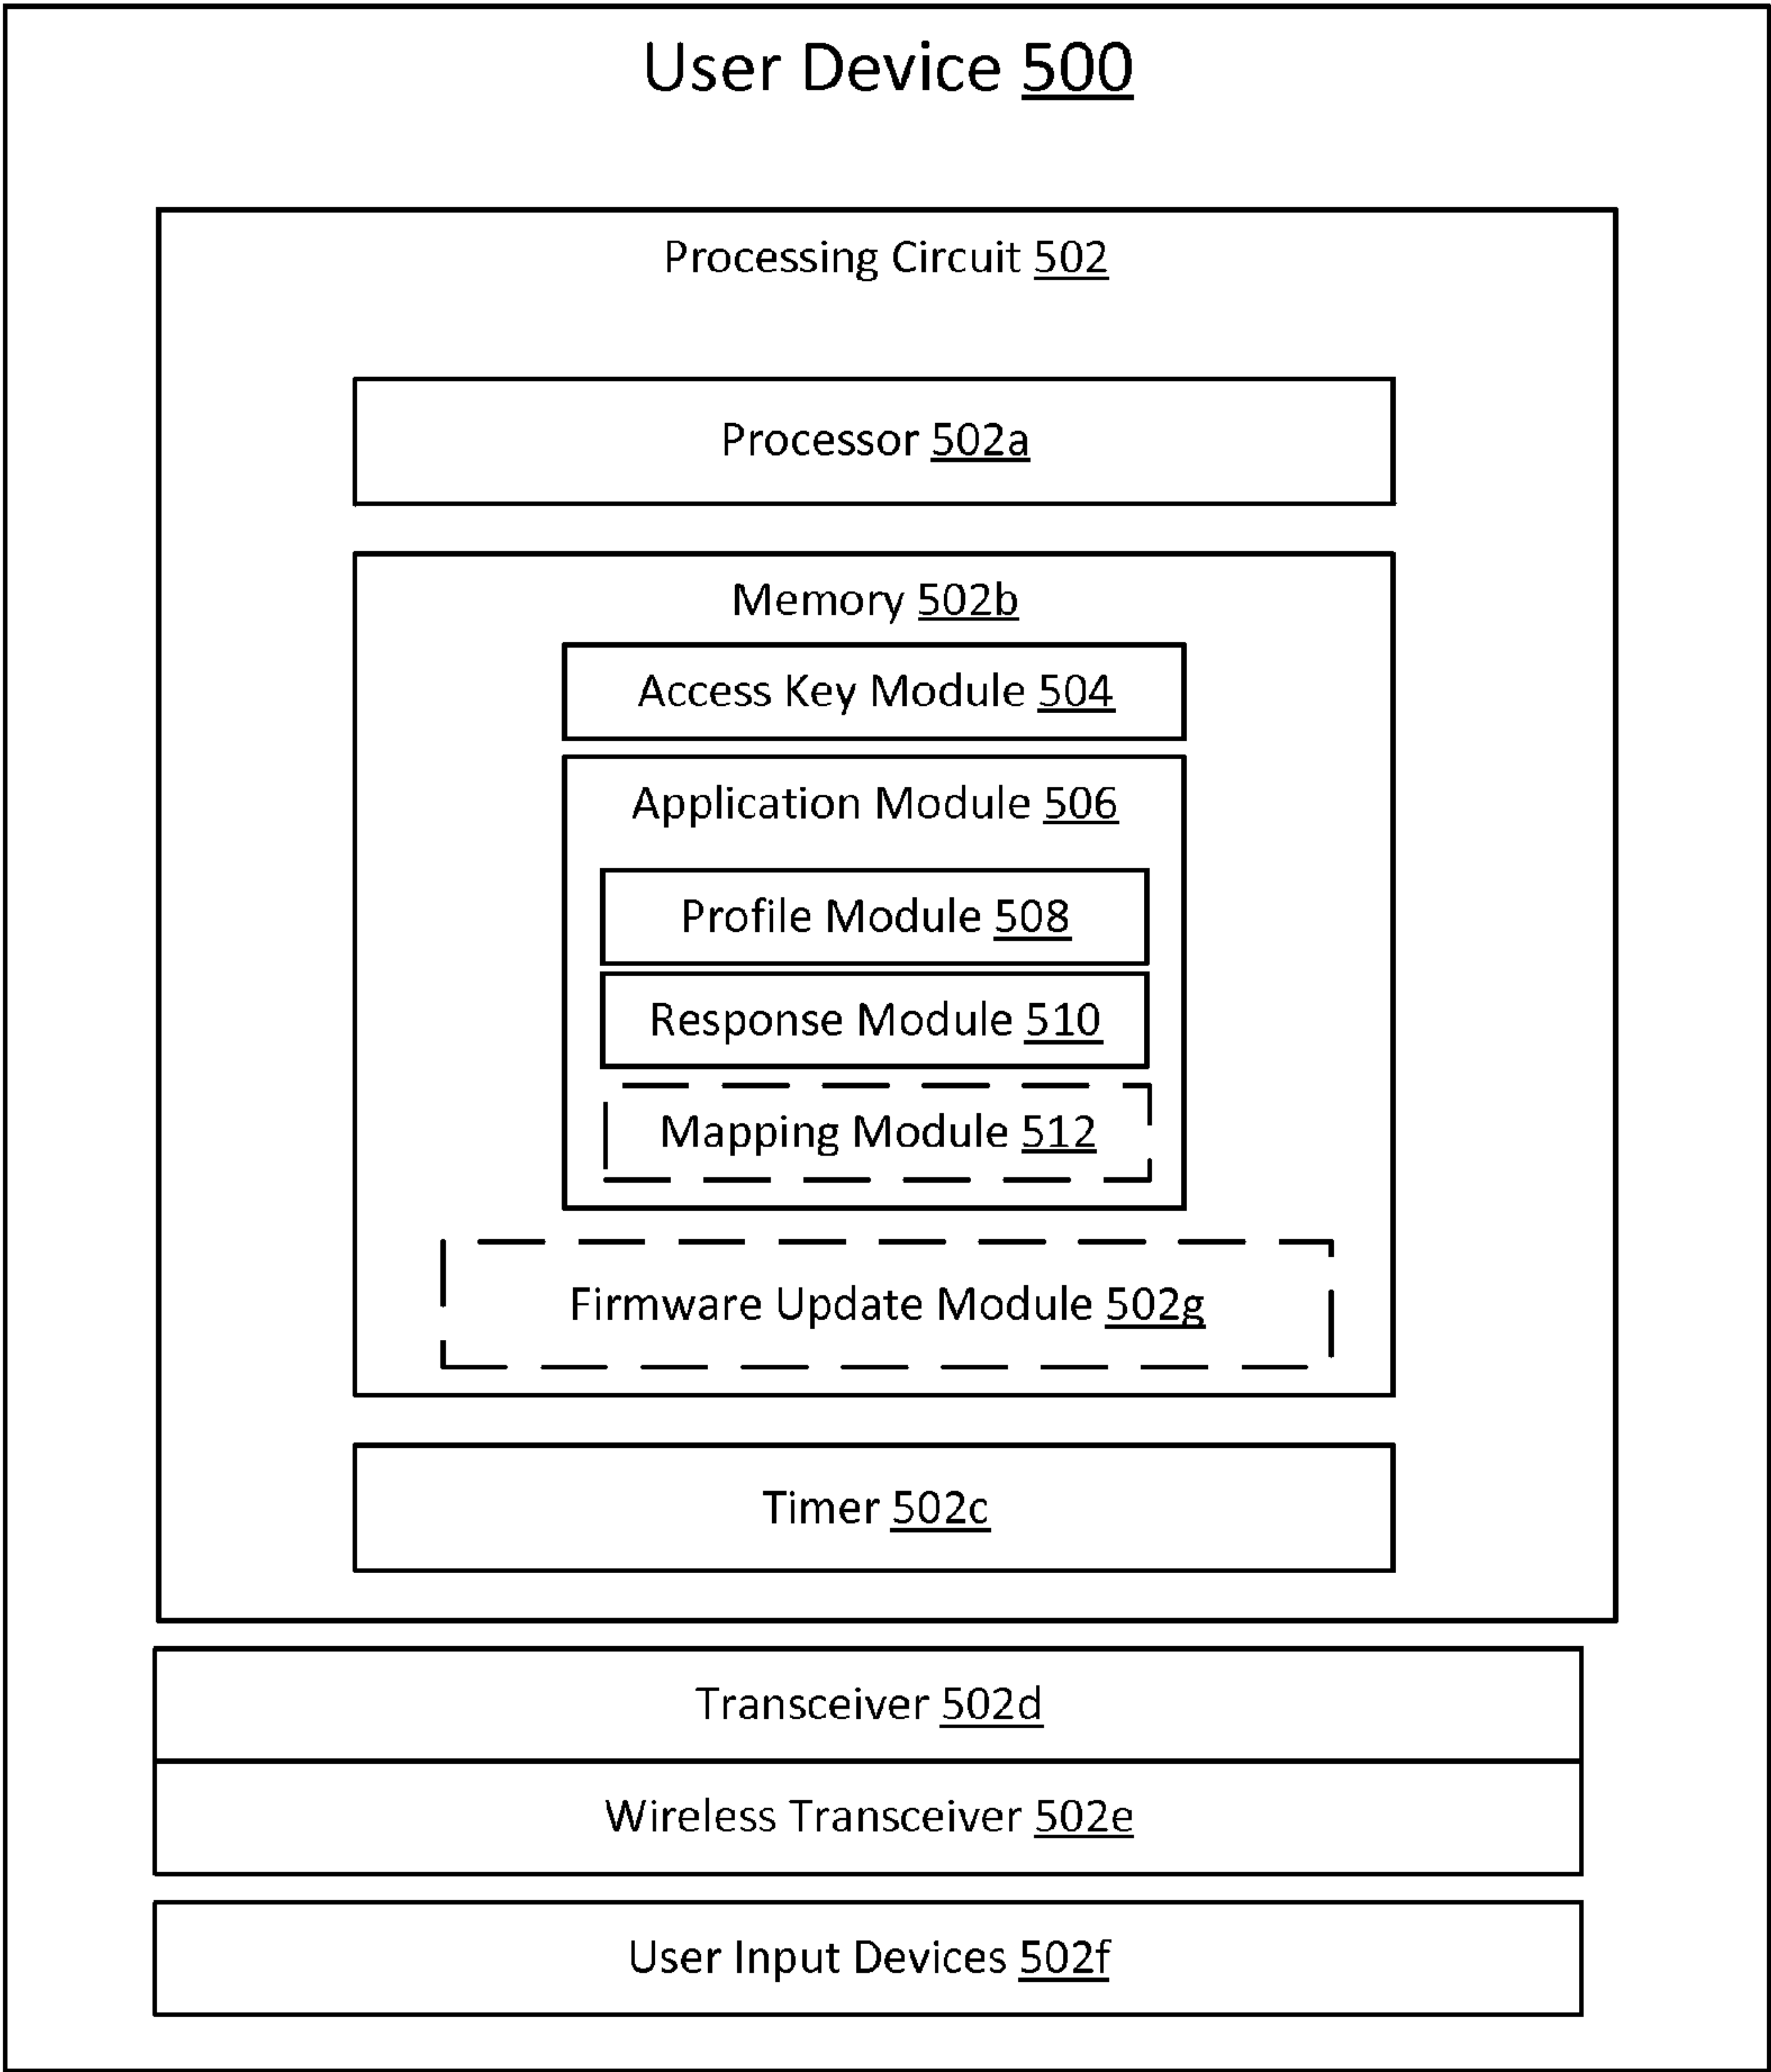 User Device 500
Processing Circuit 502
Processor 502a
Memory 502b
Access Key Module 504
Application Module 506
Profile Module 508
Response Module 510
Mapping Module 512
Firmware Update Module 502g
Timer 502c
Transceiver 502d
Wireless Transceiver 502e
User Input Devices 502f